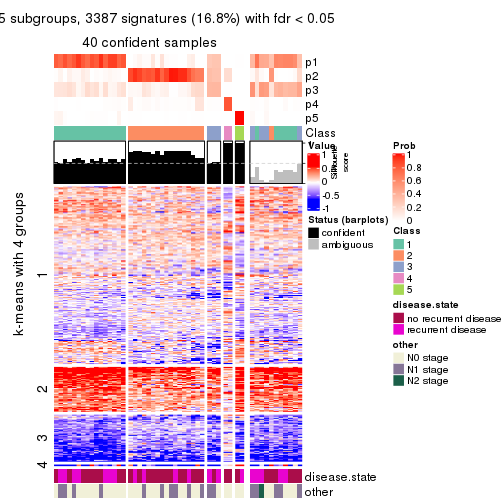 5 subgroups, 3387 signatures (16.8%) with fdr < 0.05
40 confident samples
p1
p2
p3
p4
p5
Class
k-means with 4 groups
1
2
3
4
disease.state
other
Value
1
0.5
0
-0.5
-1
Silhouette
score
Status (barplots)
confident
ambiguous
Prob
1
0.8
0.6
0.4
0.2
0
Class
1
2
3
4
5
disease.state
no recurrent disease
recurrent disease
other
N0 stage
N1 stage
N2 stage